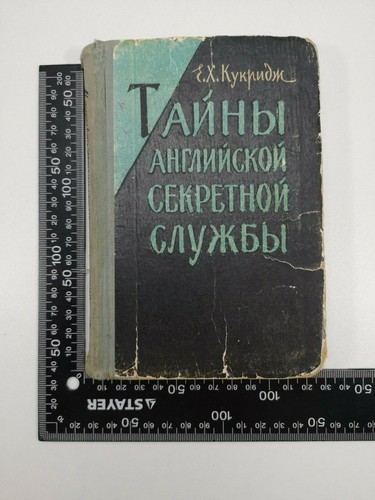 Е.Х.Кукридж
ТАЙНЫ
АНГЛИЙСКОЙ
СЕКРЕТНОЙ
СЛУЖБЫ
STAYER